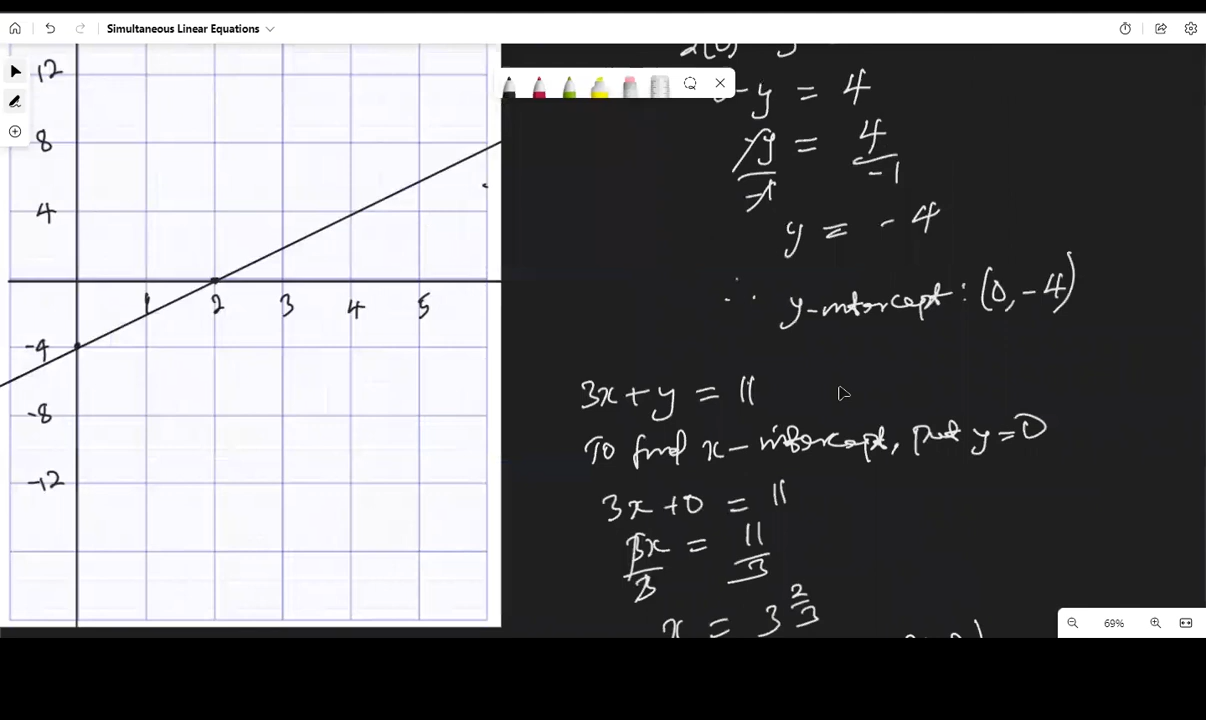 Simultaneous Linear Equations
12
8
4
1 2 3 4 5
-4
-8
-12
-y = 4
-y/-1 = 4/-1
y = -4
∴ y-intercept: (0, -4)
3x + y = 11
To find x-intercept, put y=0
3x + 0 = 11
3x/3 = 11/3
x = 3 2/3
69%